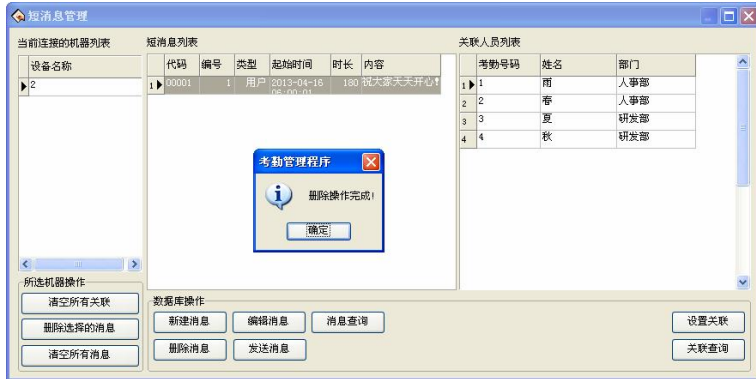 短消息管理
当前连接的机器列表
设备名称
2
短消息列表
代码 编号 类型 起始时间 时长 内容
1 00001 1 用户 2013-04-16 06:00:01 180 祝大家天天开心!
关联人员列表
考勤号码 姓名 部门
1 1 雨 人事部
2 2 春 人事部
3 3 夏 研发部
4 4 秋 研发部
考勤管理程序
删除操作完成!
确定
所选机器操作
清空所有关联
删除选择的消息
清空所有消息
数据库操作
新建消息 编辑消息 消息查询 设置关联
删除消息 发送消息 关联查询